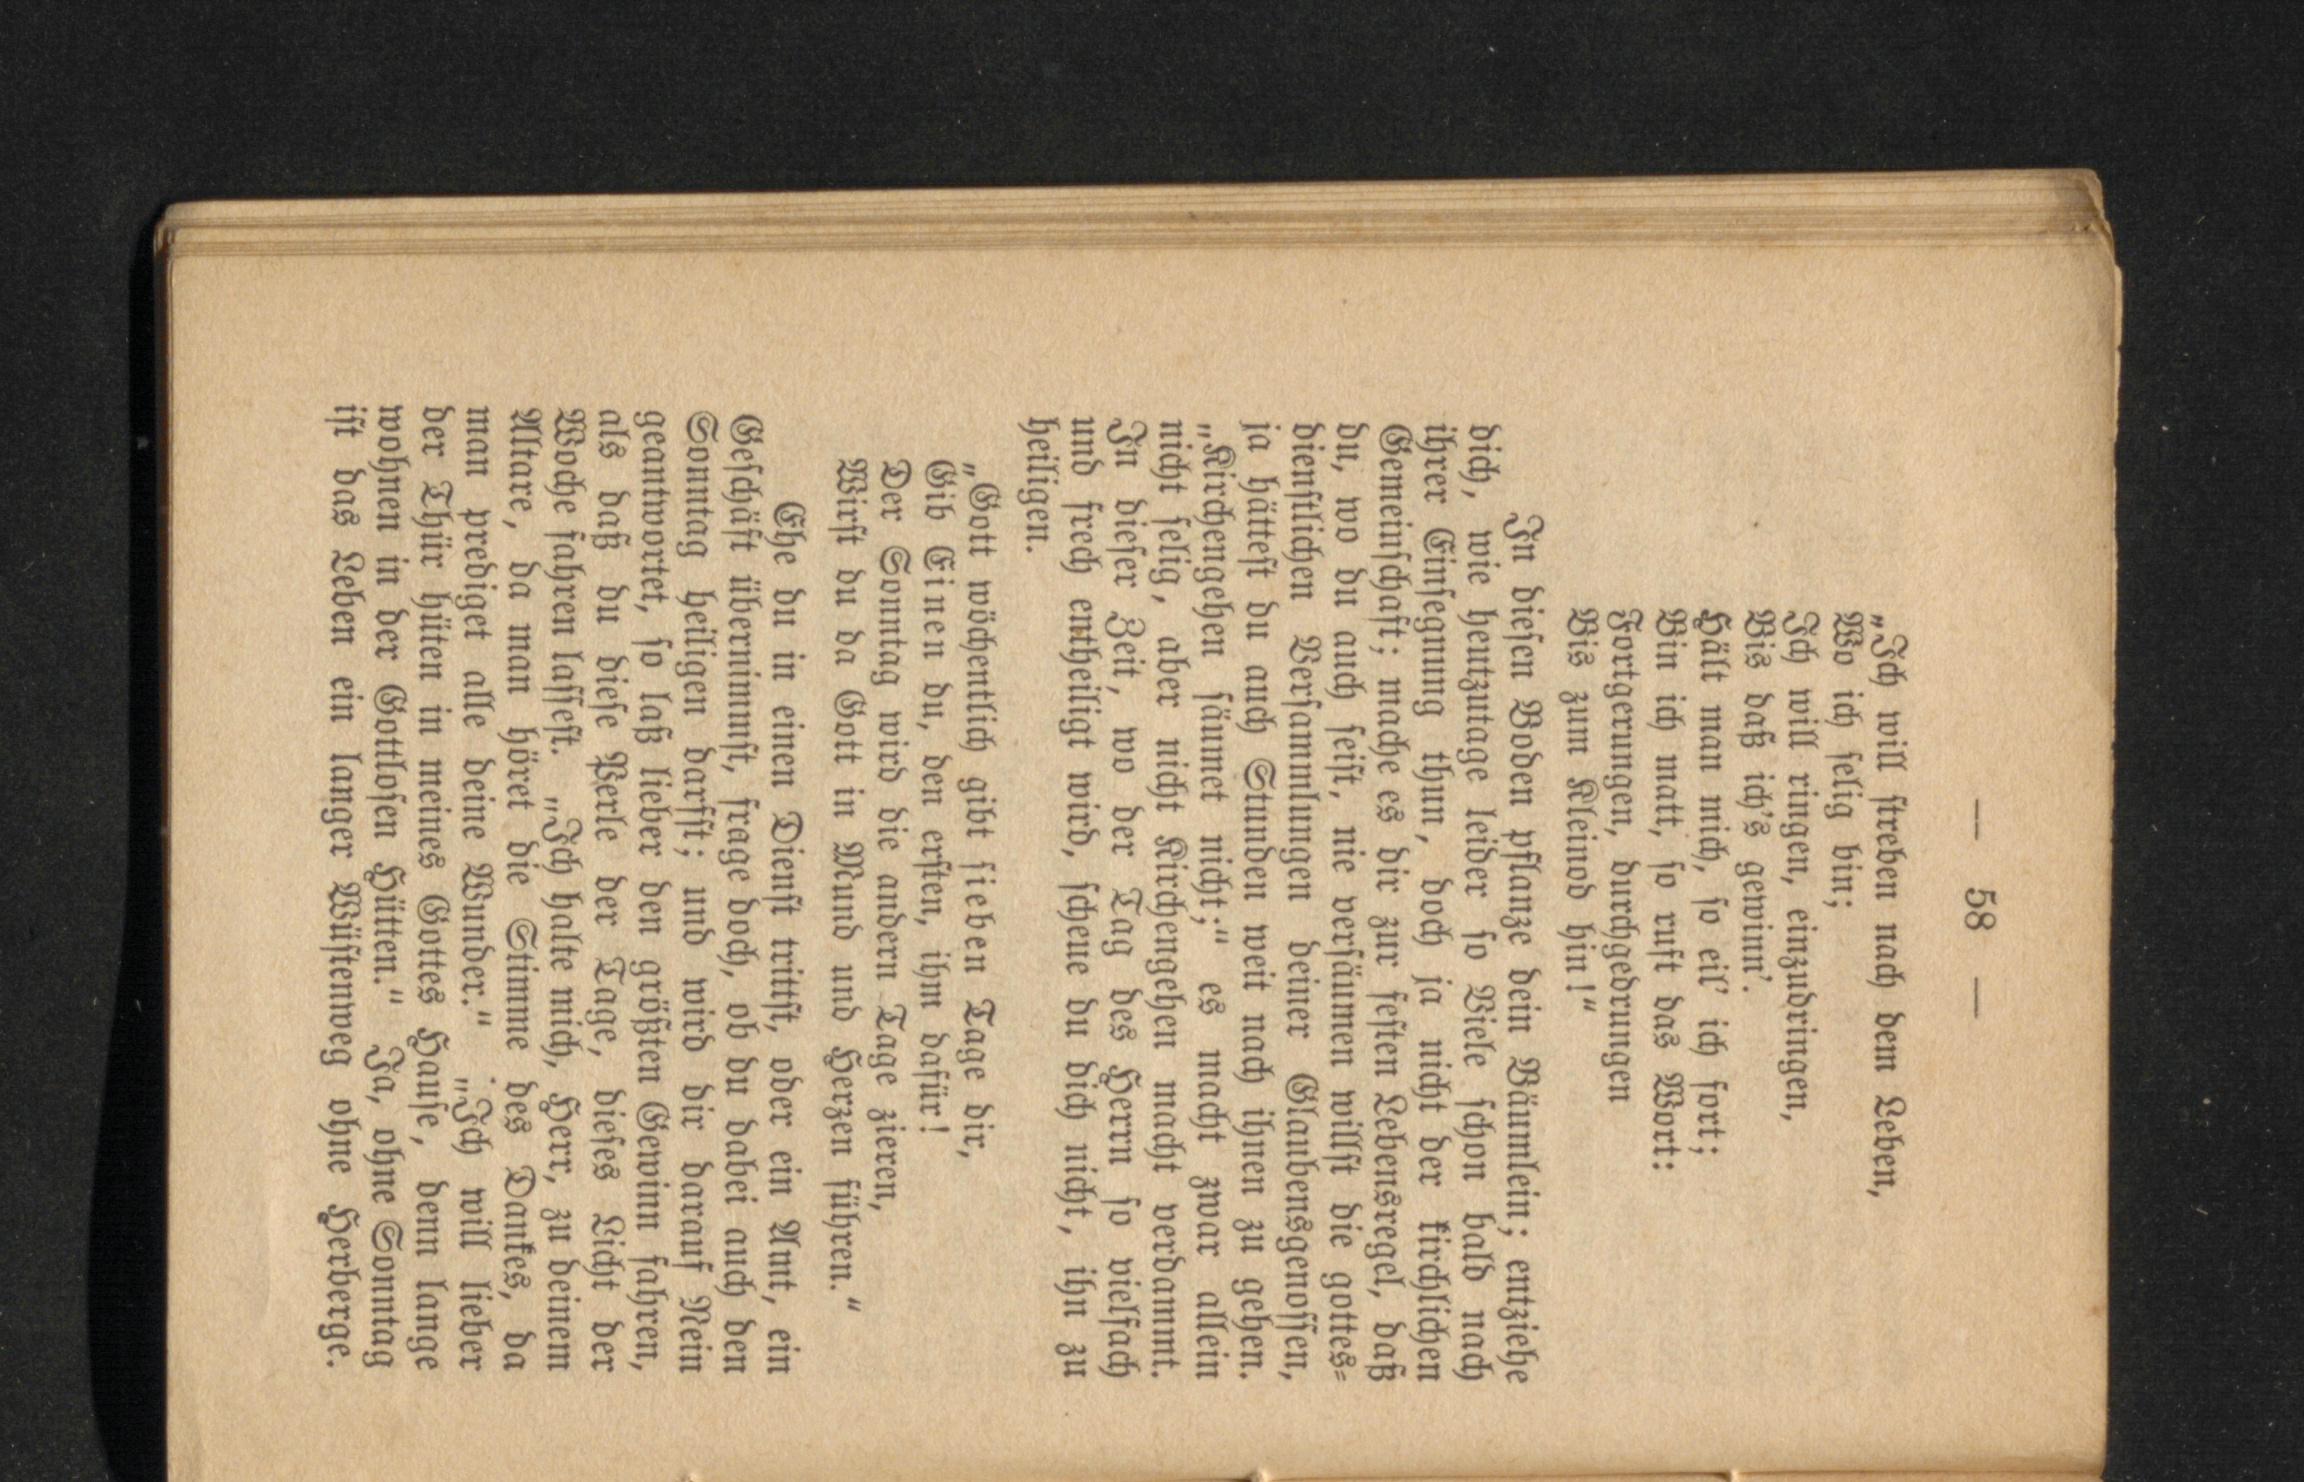 — 58 —
„Ich will ſtreben nach dem Leben,
Wo ich ſelig bin;
Ich will ringen, einzudringen,
Bis daß ich's gewinn'.
Hält man mich, ſo eil' ich fort;
Bin ich matt, ſo ruft das Wort:
Fortgerungen, durchgedrungen
Bis zum Kleinod hin!“
In dieſen Boden pflanze dein Bäumlein; entziehe
dich, wie heutzutage leider ſo Viele ſchon bald nach
ihrer Einſegnung thun, doch ja nicht der kirchlichen
Gemeinſchaft; mache es dir zur feſten Lebensregel, daß
du, wo du auch ſeiſt, nie verſäumen willſt die gottes-
dienſtlichen Verſammlungen deiner Glaubensgenoſſen,
ja hätteſt du auch Stunden weit nach ihnen zu gehen.
„Kirchengehen ſäumet nicht;“ es macht zwar allein
nicht ſelig, aber nicht Kirchengehen macht verdammt.
In dieſer Zeit, wo der Tag des Herrn ſo vielfach
und frech entheiligt wird, ſchene du dich nicht, ihn zu
heiligen.
„Gott wöchentlich gibt ſieben Tage dir,
Gib Einen du, den erſten, ihm dafür!
Der Sonntag wird die andern Tage zieren,
Wirſt du da Gott in Mund und Herzen führen.“
Ehe du in einen Dienſt trittſt, oder ein Amt, ein
Geſchäft übernimmſt, frage doch, ob du dabei auch den
Sonntag heiligen darfſt; und wird dir darauf Nein
geantwortet, ſo laß lieber den größten Gewinn fahren,
als daß du dieſe Perle der Tage, dieſes Licht der
Woche fahren laſſeſt. „Ich halte mich, Herr, zu deinem
Altare, da man höret die Stimme des Dankes, da
man prediget alle deine Wunder.“ „Ich will lieber
der Thür hüten in meines Gottes Hauſe, denn lange
wohnen in der Gottloſen Hütten.“ Ja, ohne Sonntag
iſt das Leben ein langer Wüſtenweg ohne Herberge.